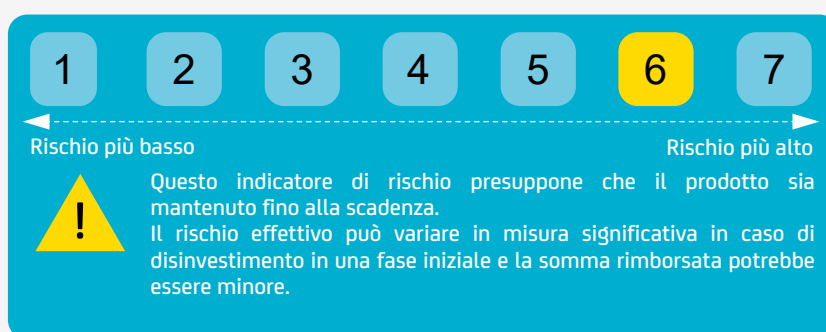 1 2 3 4 5 6 7
Rischio più basso Rischio più alto
!
Questo indicatore di rischio presuppone che il prodotto sia
mantenuto fino alla scadenza.
Il rischio effettivo può variare in misura significativa in caso di
disinvestimento in una fase iniziale e la somma rimborsata potrebbe
essere minore.